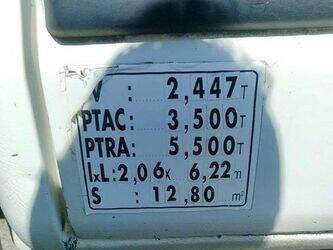 V : 2,447T
PTAC: 3,500T
PTRA: 5,500T
lxL:2,06x 6,22m
S : 12,80 m²